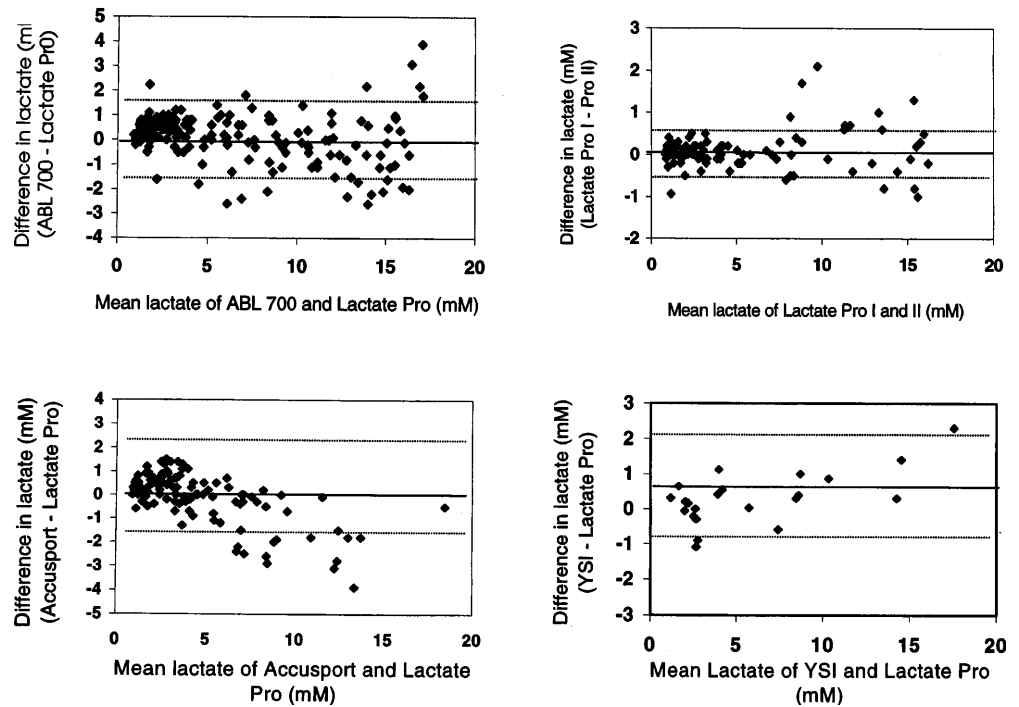 Difference in lactate (ml
(ABL 700 - Lactate Pr0)
5
4
3
2
1
0
-1
-2
-3
-4
0 5 10 15 20
Mean lactate of ABL 700 and Lactate Pro (mM)
Difference in lactate (mM)
(Lactate Pro I - Pro II)
3
2
1
0
-1
-2
0 5 10 15 20
Mean lactate of Lactate Pro I and II (mM)
Difference in lactate (mM)
(Accusport - Lactate Pro)
4
3
2
1
0
-1
-2
-3
-4
-5
0 5 10 15 20
Mean lactate of Accusport and Lactate
Pro (mM)
Difference in lactate (mM)
(YSI - Lactate Pro)
3
2
1
0
-1
-2
-3
0 5 10 15 20
Mean Lactate of YSI and Lactate Pro
(mM)